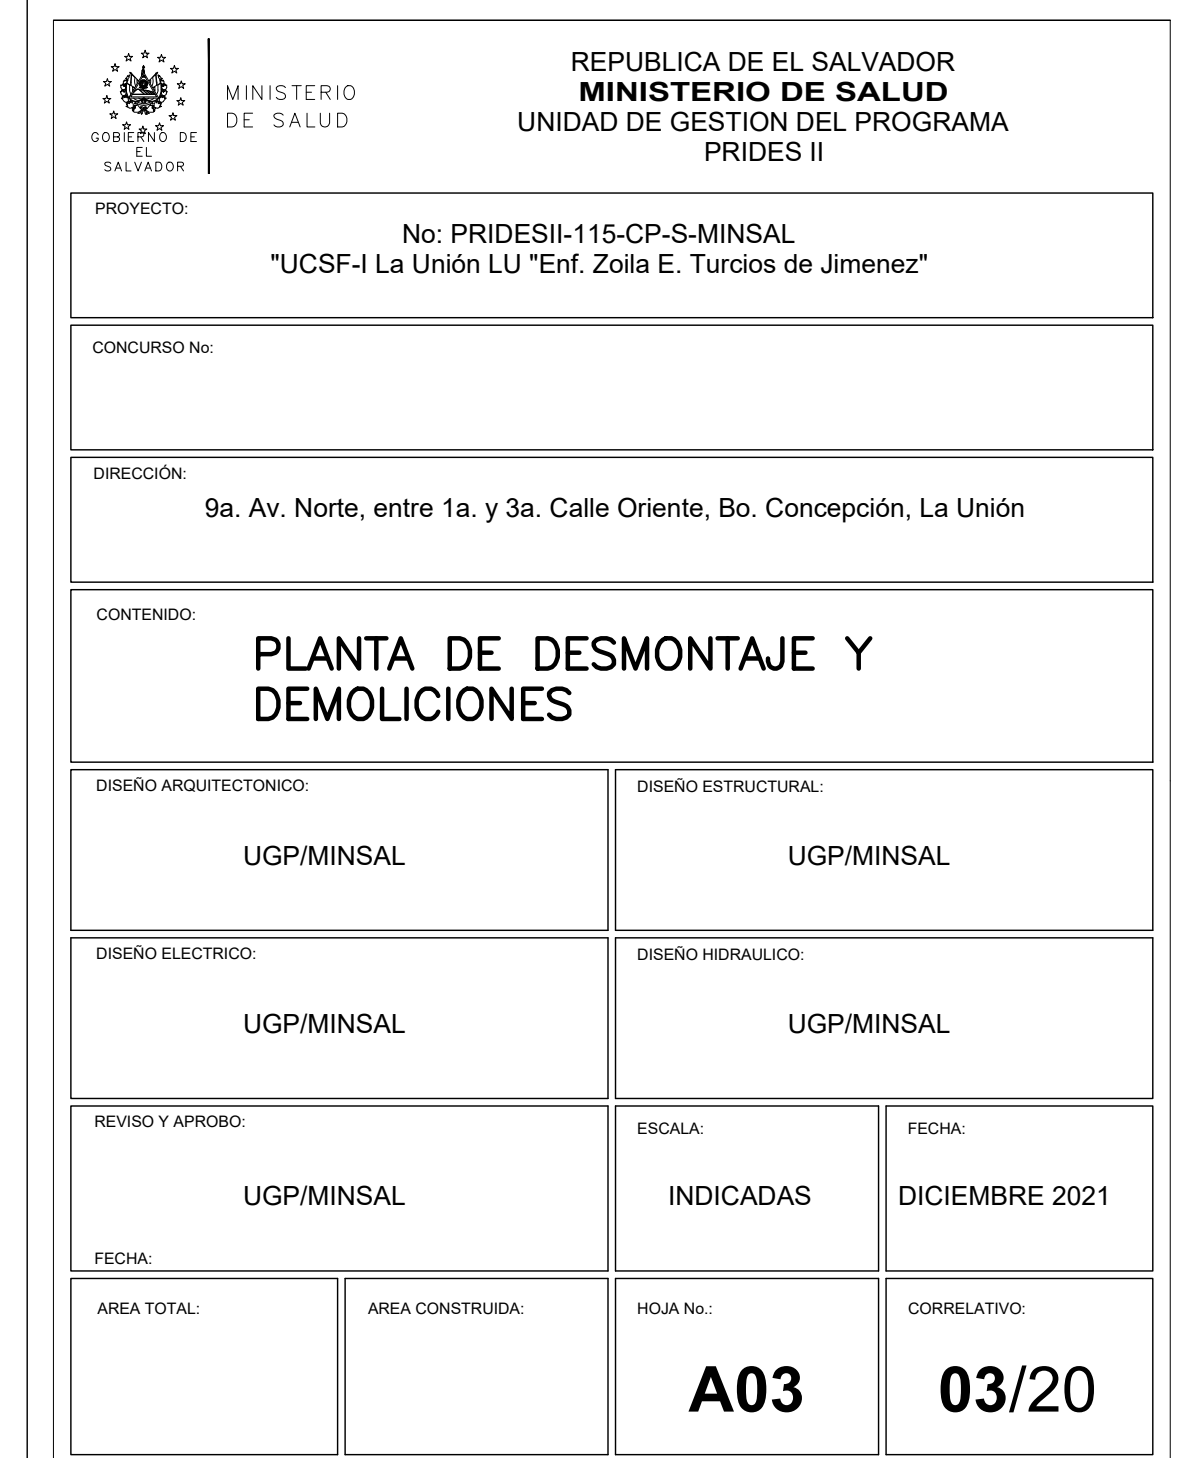 GOBIERNO DE
EL
SALVADOR
MINISTERIO
DE SALUD
REPUBLICA DE EL SALVADOR
MINISTERIO DE SALUD
UNIDAD DE GESTION DEL PROGRAMA
PRIDES II
PROYECTO:
No: PRIDESII-115-CP-S-MINSAL
"UCSF-I La Unión LU "Enf. Zoila E. Turcios de Jimenez"
CONCURSO No:
DIRECCIÓN:
9a. Av. Norte, entre 1a. y 3a. Calle Oriente, Bo. Concepción, La Unión
CONTENIDO:
PLANTA DE DESMONTAJE Y
DEMOLICIONES
DISEÑO ARQUITECTONICO:
UGP/MINSAL
DISEÑO ESTRUCTURAL:
UGP/MINSAL
DISEÑO ELECTRICO:
UGP/MINSAL
DISEÑO HIDRAULICO:
UGP/MINSAL
REVISO Y APROBO:
UGP/MINSAL
FECHA:
ESCALA:
INDICADAS
FECHA:
DICIEMBRE 2021
AREA TOTAL:
AREA CONSTRUIDA:
HOJA No.:
A03
CORRELATIVO:
03/20